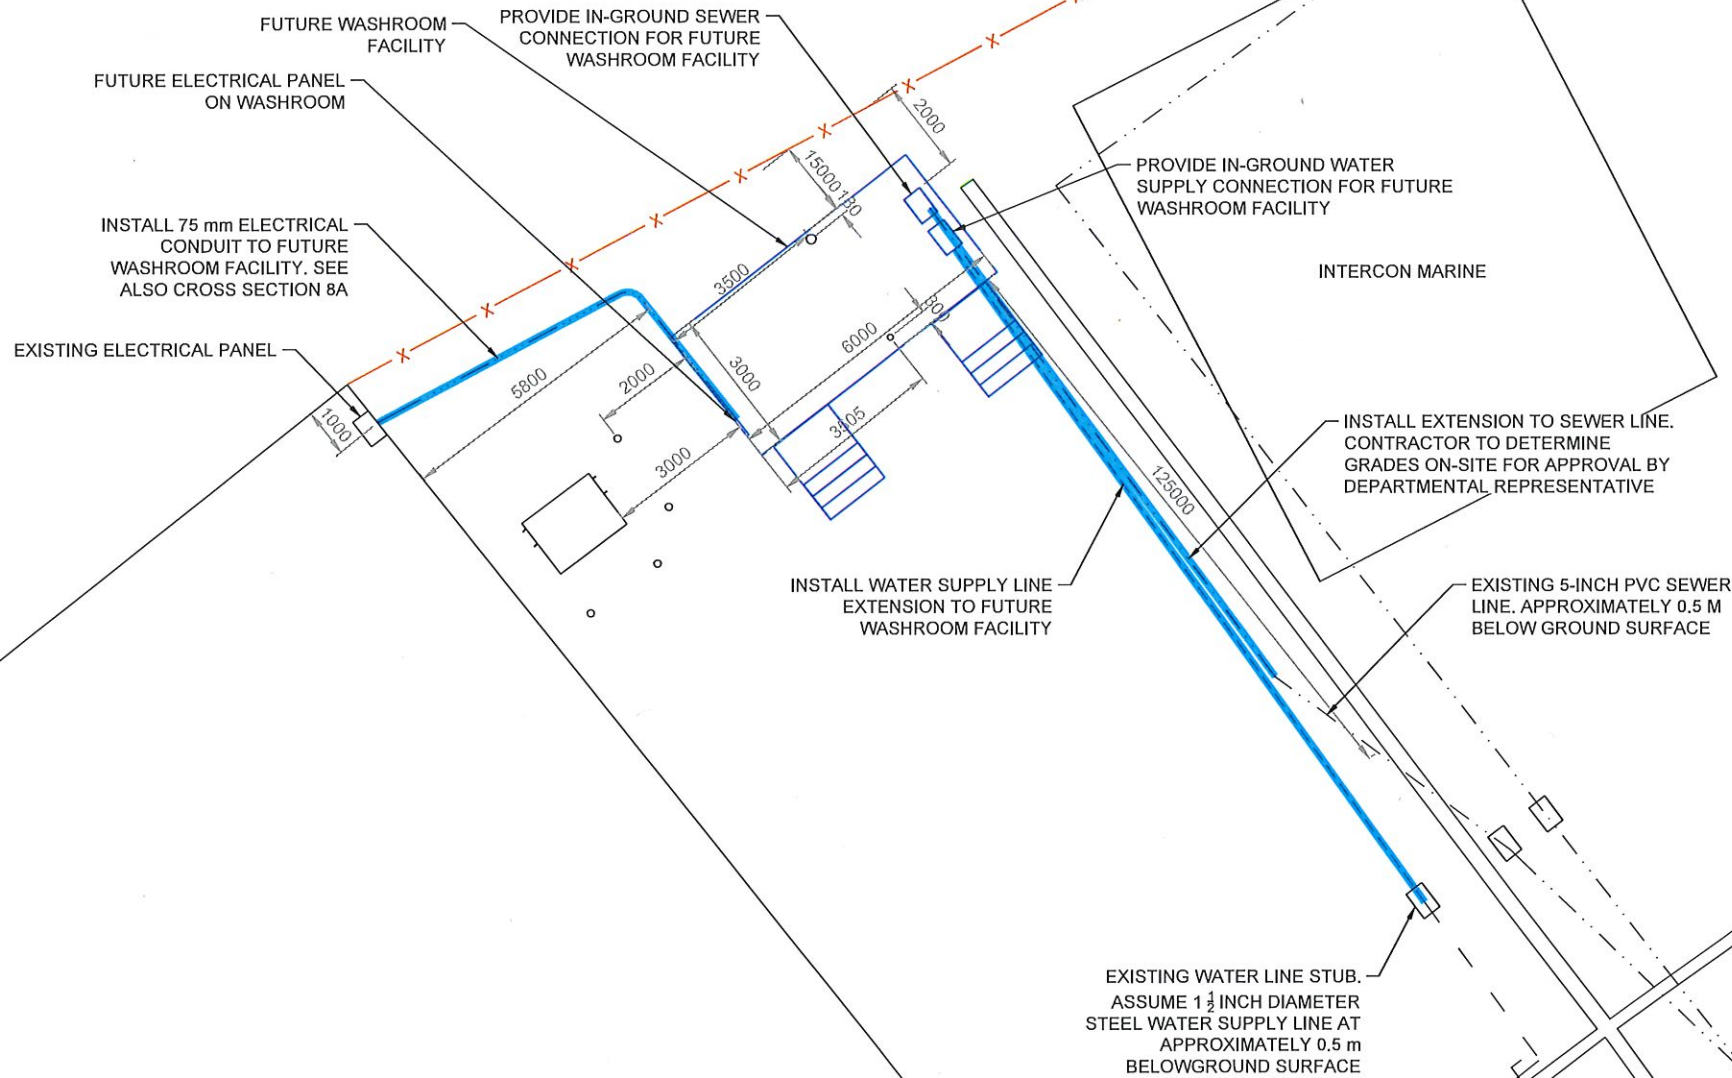 FUTURE WASHROOM
FACILITY
PROVIDE IN-GROUND SEWER
CONNECTION FOR FUTURE
WASHROOM FACILITY
FUTURE ELECTRICAL PANEL
ON WASHROOM
INSTALL 75 mm ELECTRICAL
CONDUIT TO FUTURE
WASHROOM FACILITY. SEE
ALSO CROSS SECTION 8A
EXISTING ELECTRICAL PANEL
PROVIDE IN-GROUND WATER
SUPPLY CONNECTION FOR FUTURE
WASHROOM FACILITY
INTERCON MARINE
2000
3500
6000
3000
5800
2000
1000
3000
125000
INSTALL EXTENSION TO SEWER LINE.
CONTRACTOR TO DETERMINE
GRADES ON-SITE FOR APPROVAL BY
DEPARTMENTAL REPRESENTATIVE
INSTALL WATER SUPPLY LINE
EXTENSION TO FUTURE
WASHROOM FACILITY
EXISTING 5-INCH PVC SEWER
LINE. APPROXIMATELY 0.5 M
BELOW GROUND SURFACE
EXISTING WATER LINE STUB.
ASSUME 1 1/2 INCH DIAMETER
STEEL WATER SUPPLY LINE AT
APPROXIMATELY 0.5 m
BELOWGROUND SURFACE